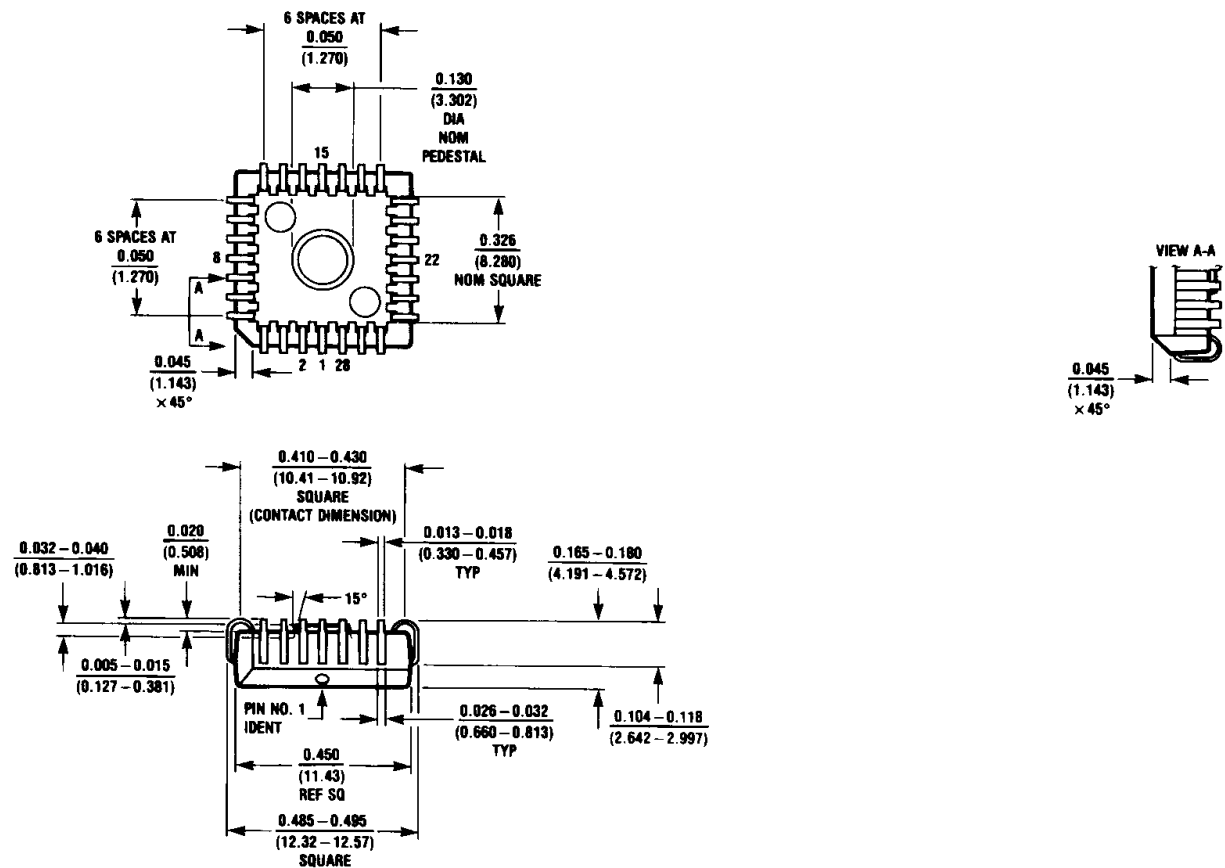 6 SPACES AT
0.050
(1.270)
0.130
(3.302)
DIA
NOM
PEDESTAL
15
6 SPACES AT
0.050
(1.270)
8
A
A
22
0.326
(8.280)
NOM SQUARE
2 1 28
0.045
(1.143)
× 45°
VIEW A-A
0.045
(1.143)
× 45°
0.410 – 0.430
(10.41 – 10.92)
SQUARE
(CONTACT DIMENSION)
0.032 – 0.040
(0.813 – 1.016)
0.020
(0.508)
MIN
0.013 – 0.018
(0.330 – 0.457)
TYP
0.165 – 0.180
(4.191 – 4.572)
15°
0.005 – 0.015
(0.127 – 0.381)
PIN NO. 1
IDENT
0.026 – 0.032
(0.660 – 0.813)
TYP
0.104 – 0.118
(2.642 – 2.997)
0.450
(11.43)
REF SQ
0.485 – 0.495
(12.32 – 12.57)
SQUARE